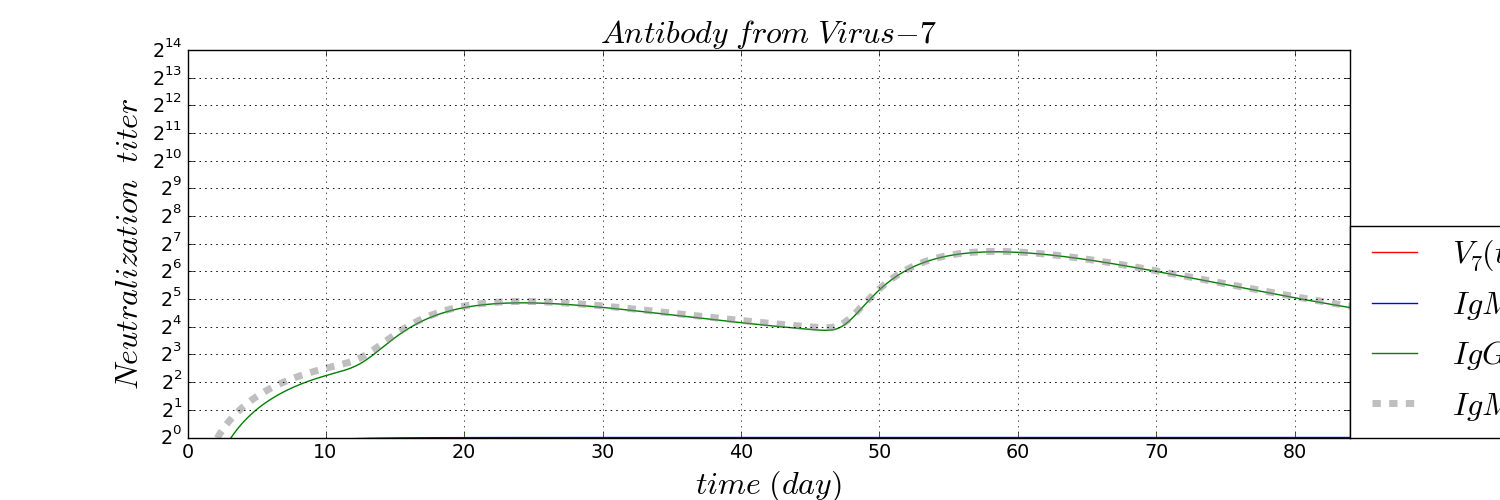 Antibody from Virus−7
2^14
2^13
2^12
2^11
2^10
2^9
2^8
2^7
2^6
2^5
2^4
2^3
2^2
2^1
2^0
Neutralization titer
0 10 20 30 40 50 60 70 80
time (day)
V_7(
IgM
IgG
IgM